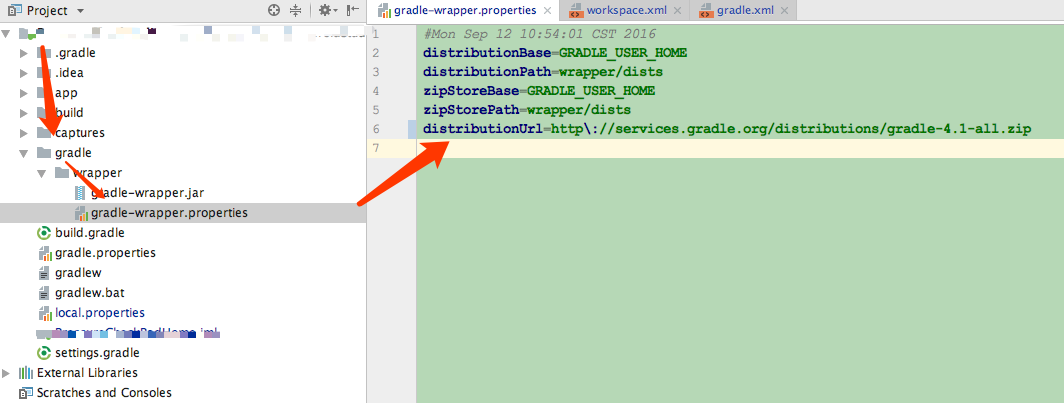 Project
gradle-wrapper.properties
workspace.xml
gradle.xml
.gradle
.idea
app
build
captures
gradle
wrapper
gradle-wrapper.jar
gradle-wrapper.properties
build.gradle
gradle.properties
gradlew
gradlew.bat
local.properties
settings.gradle
External Libraries
Scratches and Consoles
1 #Mon Sep 12 10:54:01 CST 2016
2 distributionBase=GRADLE_USER_HOME
3 distributionPath=wrapper/dists
4 zipStoreBase=GRADLE_USER_HOME
5 zipStorePath=wrapper/dists
6 distributionUrl=http\://services.gradle.org/distributions/gradle-4.1-all.zip
7